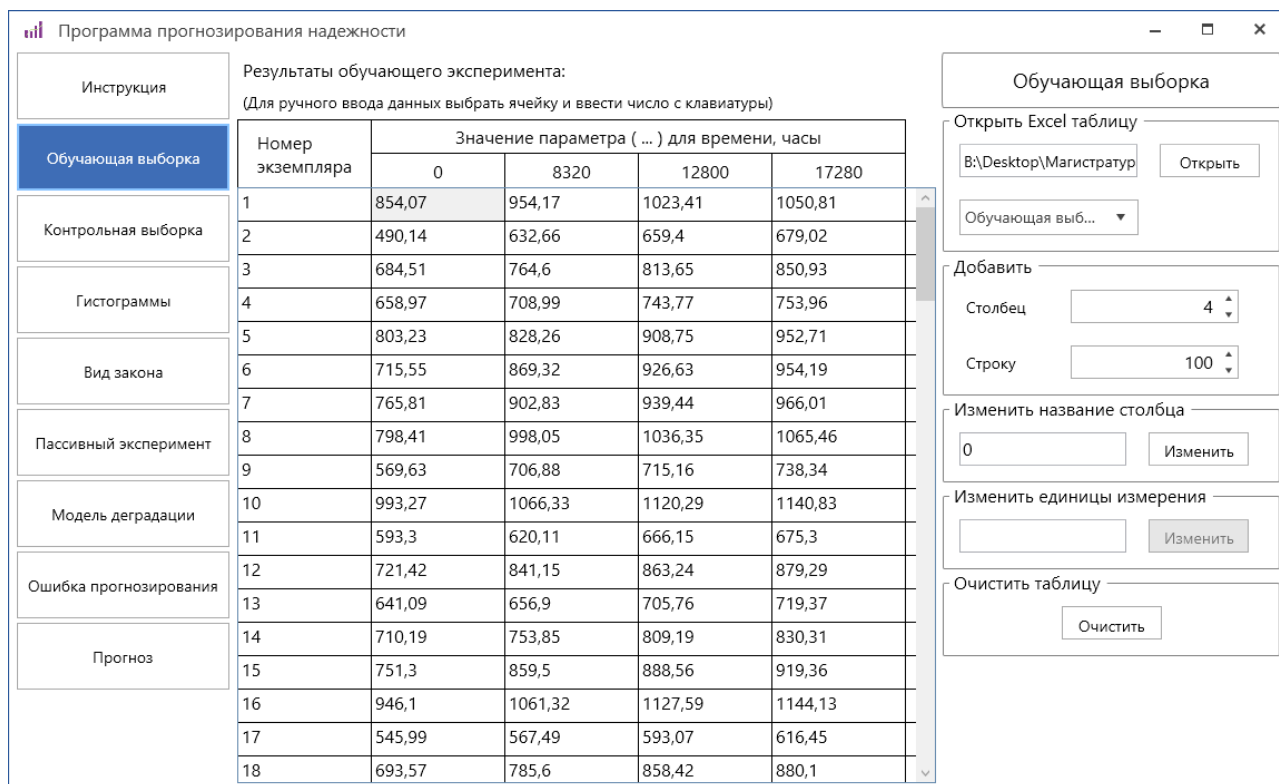 Программа прогнозирования надежности
Инструкция
Обучающая выборка
Контрольная выборка
Гистограммы
Вид закона
Пассивный эксперимент
Модель деградации
Ошибка прогнозирования
Прогноз
Результаты обучающего эксперимента:
(Для ручного ввода данных выбрать ячейку и ввести число с клавиатуры)
Номер экземпляра
Значение параметра ( ... ) для времени, часы
0 8320 12800 17280
1 854,07 954,17 1023,41 1050,81
2 490,14 632,66 659,4 679,02
3 684,51 764,6 813,65 850,93
4 658,97 708,99 743,77 753,96
5 803,23 828,26 908,75 952,71
6 715,55 869,32 926,63 954,19
7 765,81 902,83 939,44 966,01
8 798,41 998,05 1036,35 1065,46
9 569,63 706,88 715,16 738,34
10 993,27 1066,33 1120,29 1140,83
11 593,3 620,11 666,15 675,3
12 721,42 841,15 863,24 879,29
13 641,09 656,9 705,76 719,37
14 710,19 753,85 809,19 830,31
15 751,3 859,5 888,56 919,36
16 946,1 1061,32 1127,59 1144,13
17 545,99 567,49 593,07 616,45
18 693,57 785,6 858,42 880,1
Обучающая выборка
Открыть Excel таблицу
B:\Desktop\Магистратур Открыть
Обучающая выб...
Добавить
Столбец 4
Строку 100
Изменить название столбца
0 Изменить
Изменить единицы измерения
Изменить
Очистить таблицу
Очистить